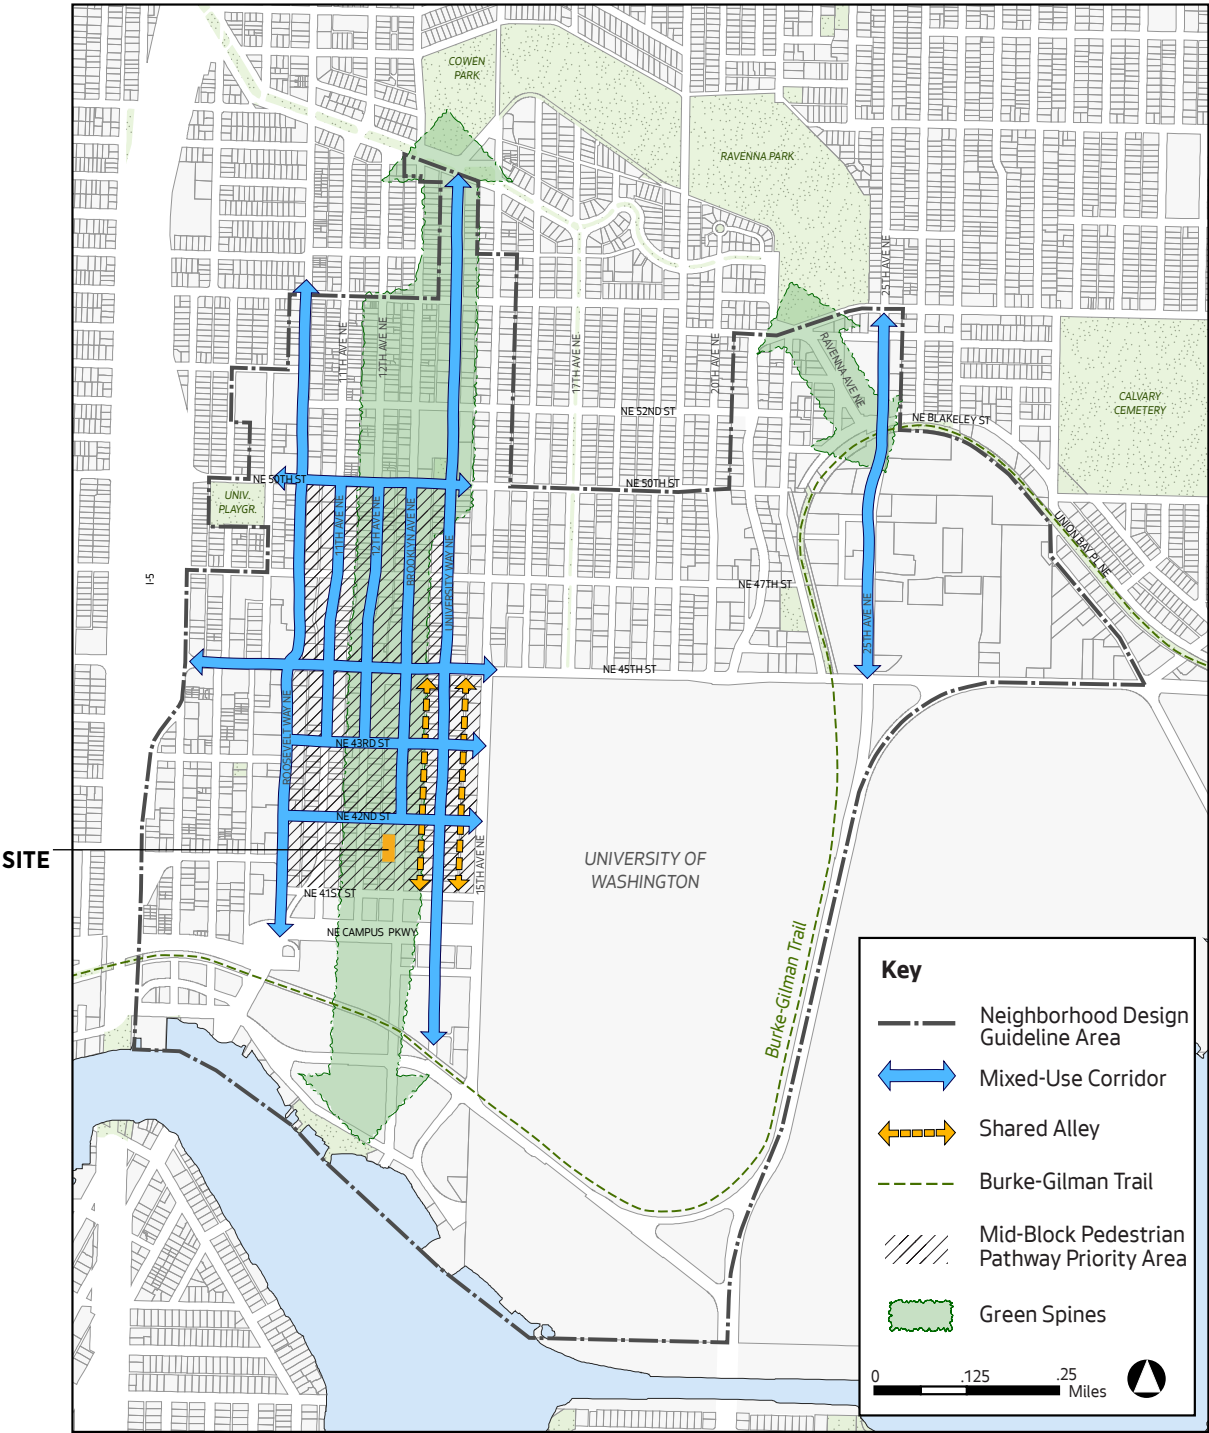 COWEN
PARK
RAVENNA PARK
25TH AVE NE
11TH AVE NE
12TH AVE NE
17TH AVE NE
20TH AVE NE
RAVENNA AVE NE
CALVARY
CEMETERY
NE 52ND ST
NE BLAKELEY ST
NE 50TH ST
NE 50TH ST
UNIV.
PLAYGR.
11TH AVE NE
12TH AVE NE
BROOKLYN AVE NE
UNIVERSITY WAY NE
UNION BAY PL NE
I-5
NE 47TH ST
25TH AVE NE
NE 45TH ST
ROOSEVELT WAY NE
NE 43RD ST
NE 42ND ST
SITE
15TH AVE NE
UNIVERSITY OF
WASHINGTON
NE 41ST ST
NE CAMPUS PKWY
Burke-Gilman Trail
Key
Neighborhood Design
Guideline Area
Mixed-Use Corridor
Shared Alley
Burke-Gilman Trail
Mid-Block Pedestrian
Pathway Priority Area
Green Spines
0 .125 .25
Miles